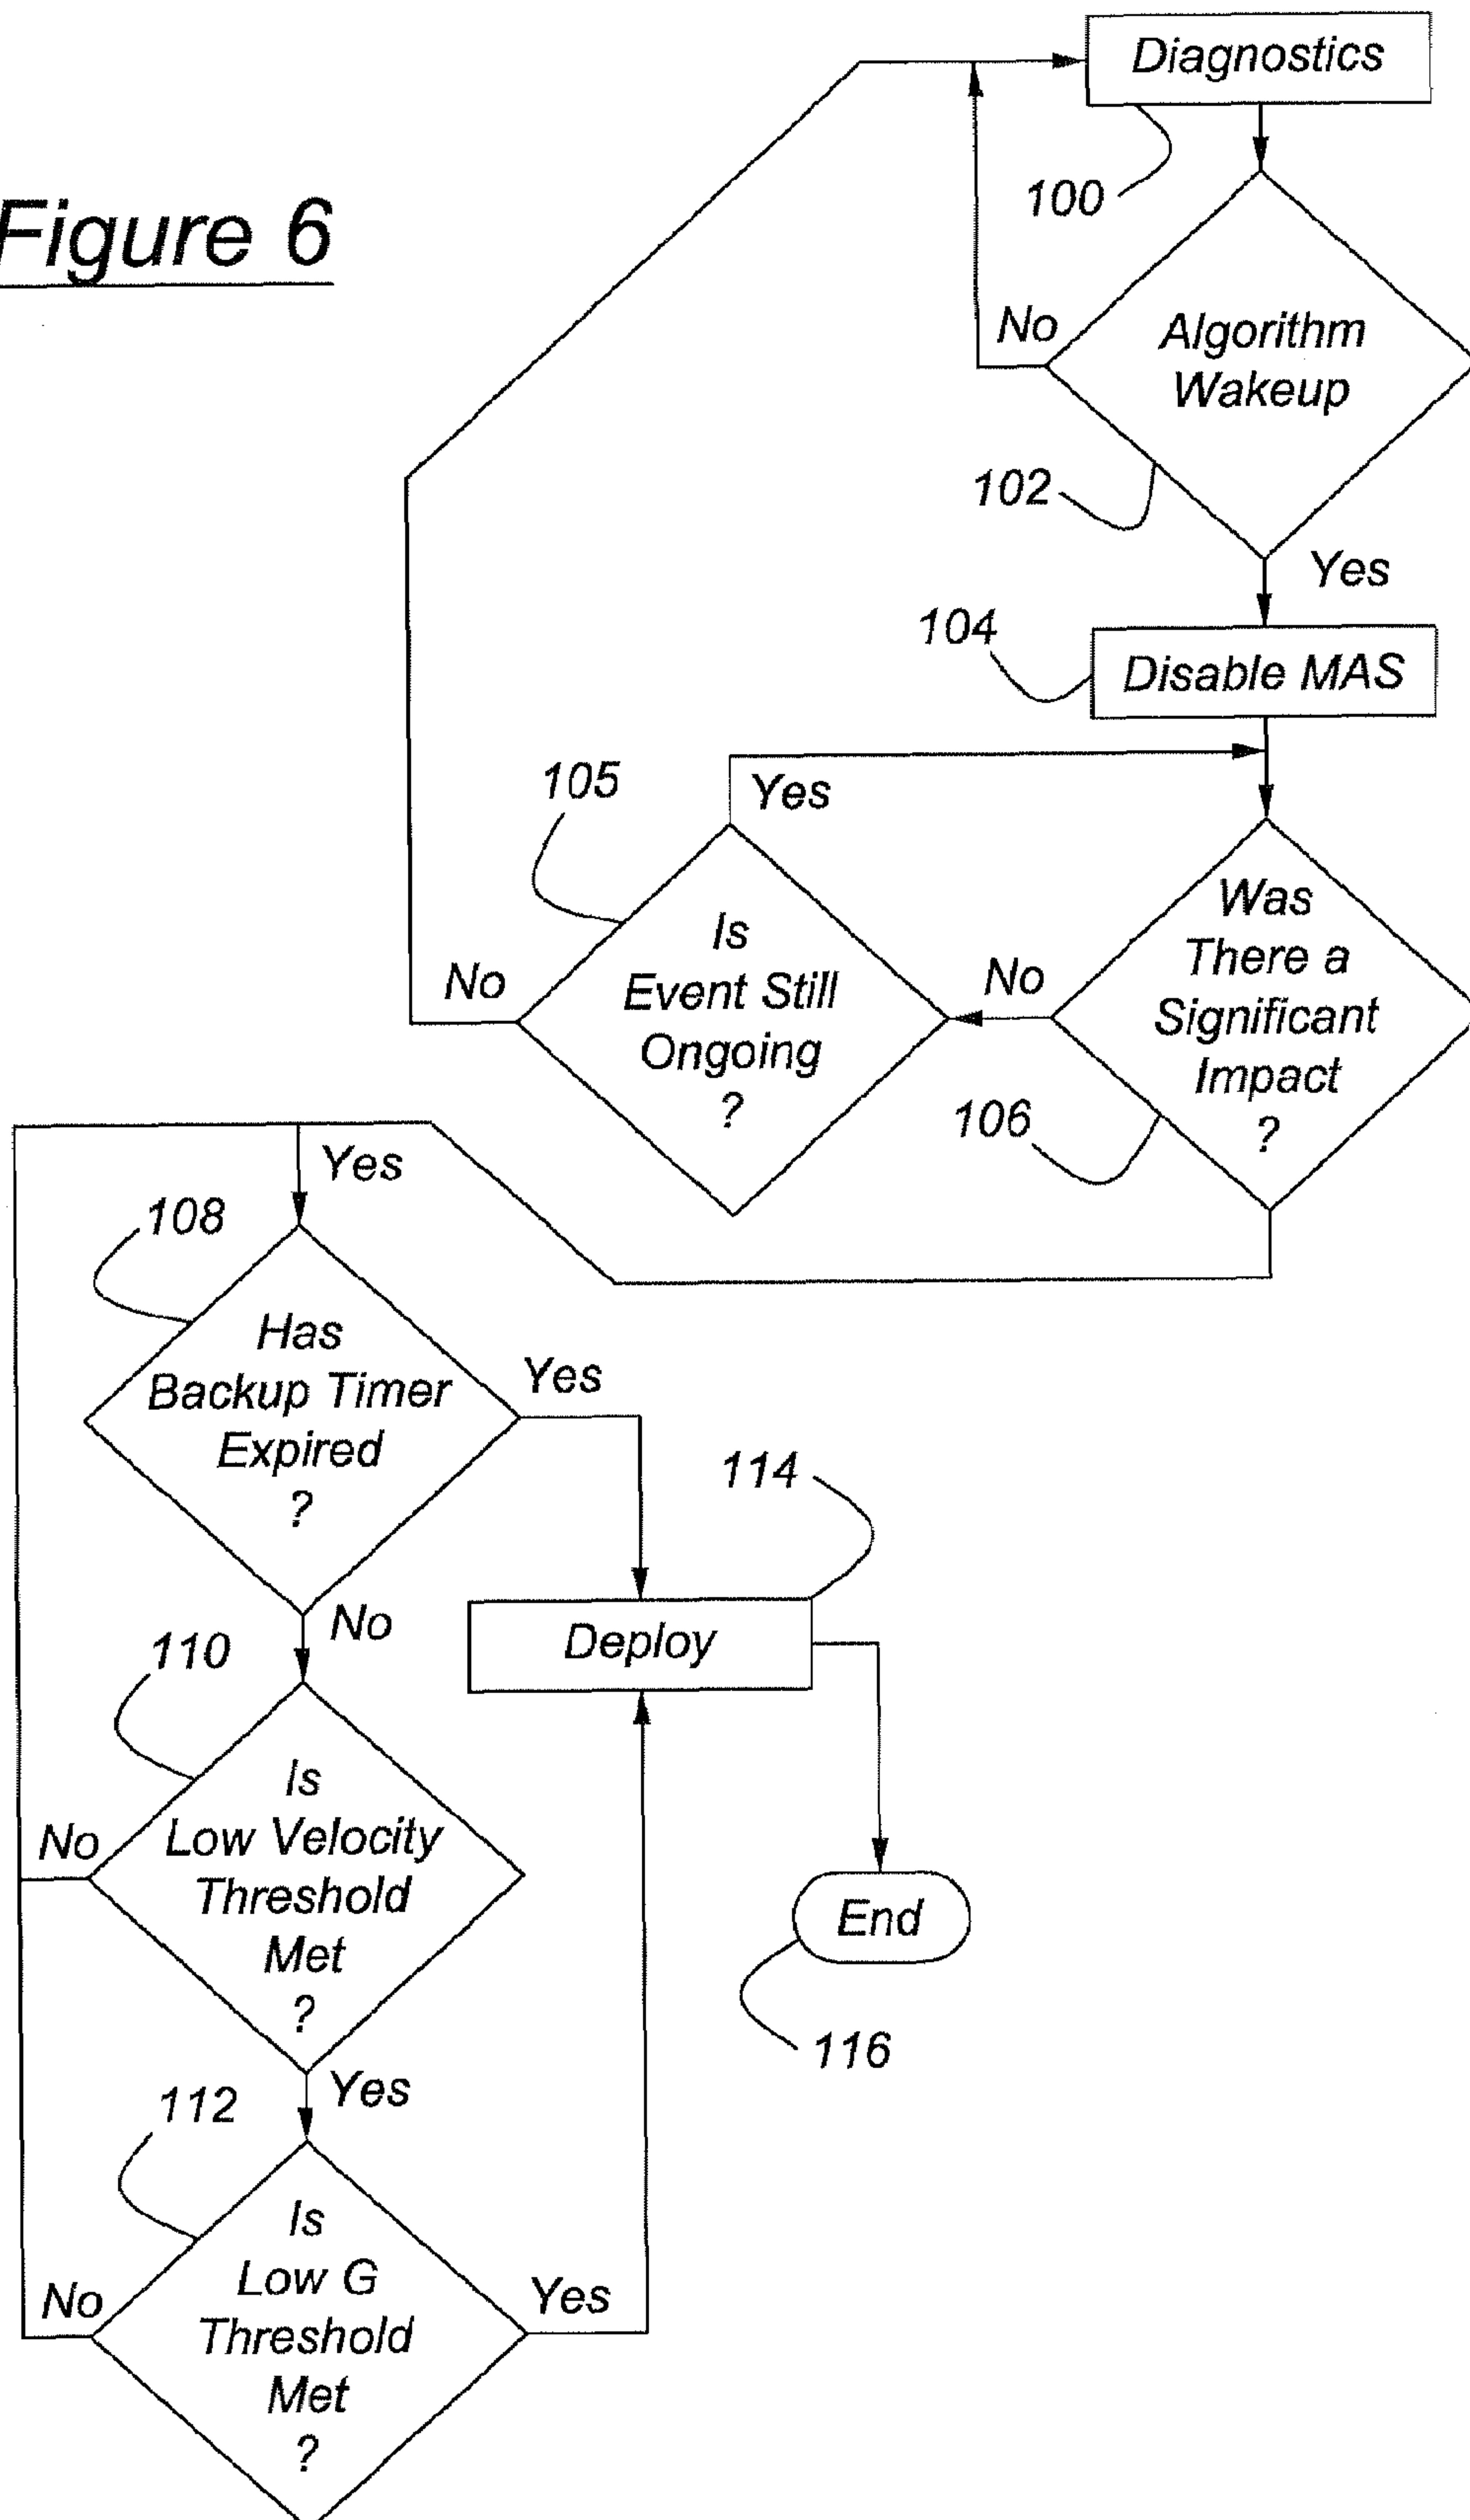 Figure 6
Diagnostics
100
No
Algorithm
Wakeup
102
Yes
104
Disable MAS
105
Yes
Is
Event Still
Ongoing
?
No
No
Was
There a
Significant
Impact
?
106
Yes
108
Has
Backup Timer
Expired
?
Yes
No
114
Deploy
110
Is
Low Velocity
Threshold
Met
?
No
Yes
End
116
112
Is
Low G
Threshold
Met
?
No
Yes